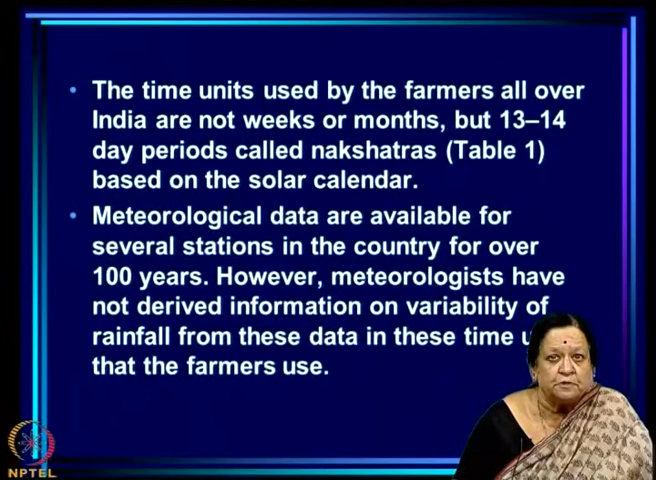 • The time units used by the farmers all over
India are not weeks or months, but 13–14
day periods called nakshatras (Table 1)
based on the solar calendar.
• Meteorological data are available for
several stations in the country for over
100 years. However, meteorologists have
not derived information on variability of
rainfall from these data in these time
that the farmers use.
NPTEL